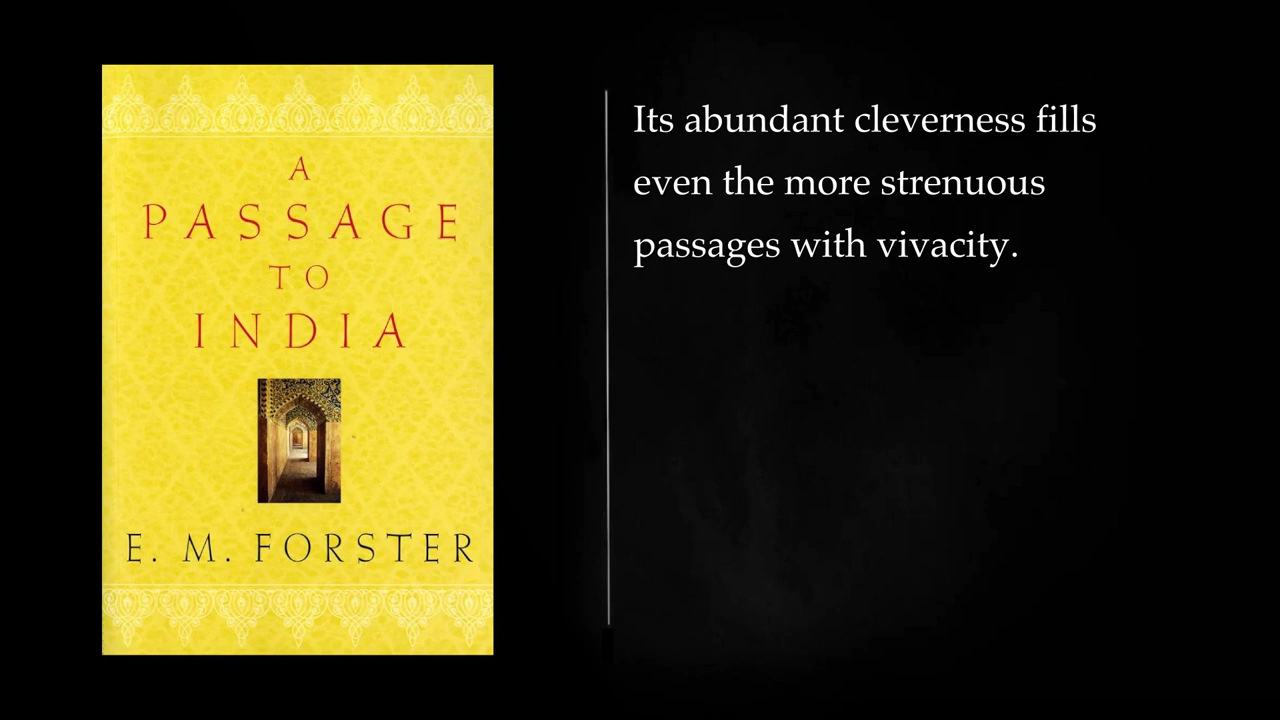 A
PASSAGE
TO
INDIA
E. M. FORSTER
Its abundant cleverness fills
even the more strenuous
passages with vivacity.